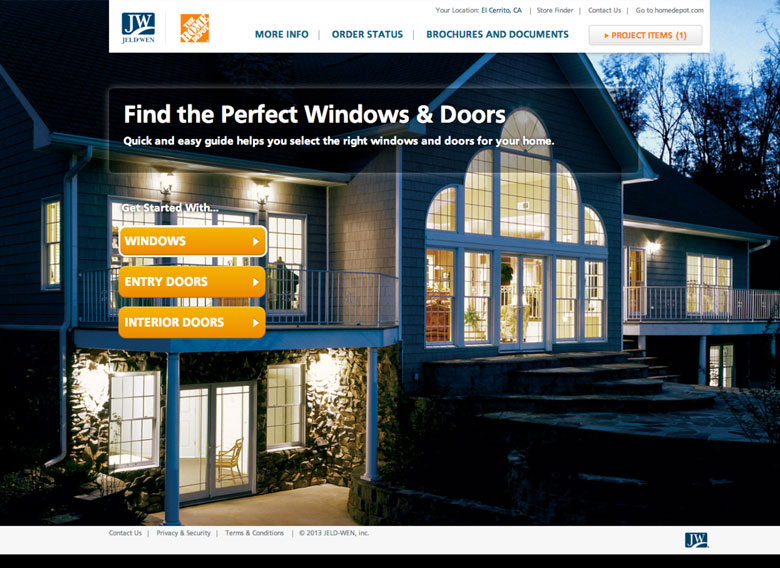 Your Location: El Cerrito, CA | Store Finder | Contact Us | Go to homedepot.com
JW
JELD-WEN
THE HOME DEPOT
MORE INFO | ORDER STATUS | BROCHURES AND DOCUMENTS
PROJECT ITEMS (1)
Find the Perfect Windows & Doors
Quick and easy guide helps you select the right windows and doors for your home.
Get Started With...
WINDOWS
ENTRY DOORS
INTERIOR DOORS
Contact Us | Privacy & Security | Terms & Conditions | © 2013 JELD-WEN, inc.
JW